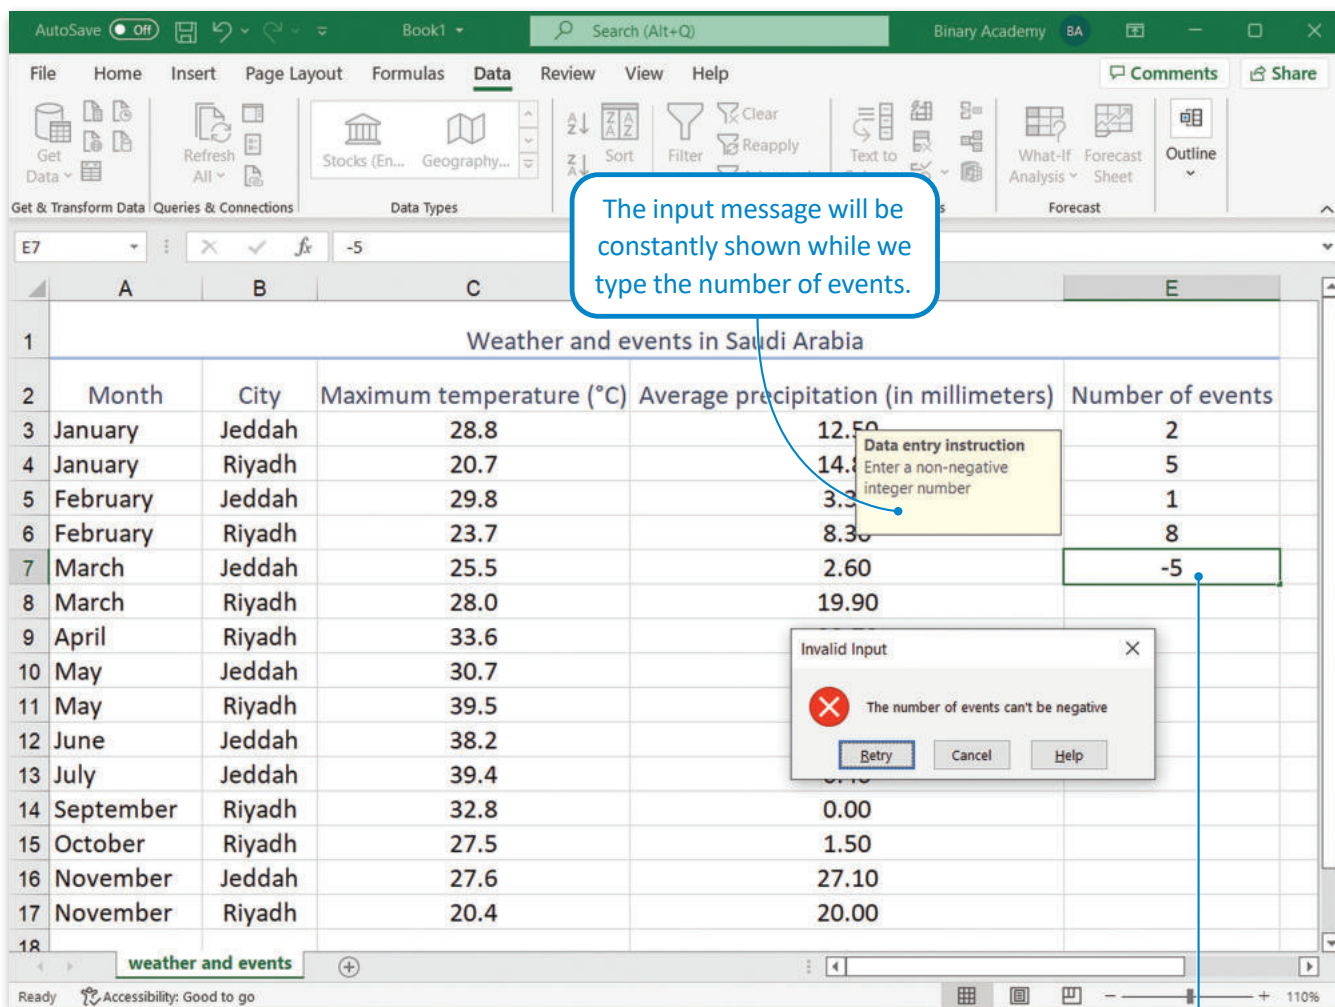 AutoSave Off Book1 Search (Alt+Q) Binary Academy BA
File Home Insert Page Layout Formulas Data Review View Help Comments Share
Get Data
Refresh All
Stocks (En... Geography...
Sort
Filter
Clear
Reapply
Text to
What-If Analysis
Forecast Sheet
Outline
Get & Transform Data Queries & Connections Data Types Forecast
The input message will be
constantly shown while we
type the number of events.
E7 fx -5
A B C E
1 Weather and events in Saudi Arabia
2 Month City Maximum temperature (°C) Average precipitation (in millimeters) Number of events
3 January Jeddah 28.8 12.50 2
4 January Riyadh 20.7 5
5 February Jeddah 29.8 1
6 February Riyadh 23.7 8.30 8
7 March Jeddah 25.5 2.60 -5
8 March Riyadh 28.0 19.90
9 April Riyadh 33.6
10 May Jeddah 30.7
11 May Riyadh 39.5
12 June Jeddah 38.2
13 July Jeddah 39.4
14 September Riyadh 32.8 0.00
15 October Riyadh 27.5 1.50
16 November Jeddah 27.6 27.10
17 November Riyadh 20.4 20.00
18
Data entry instruction
Enter a non-negative
integer number
Invalid Input
The number of events can't be negative
Retry Cancel Help
weather and events
Ready Accessibility: Good to go 110%